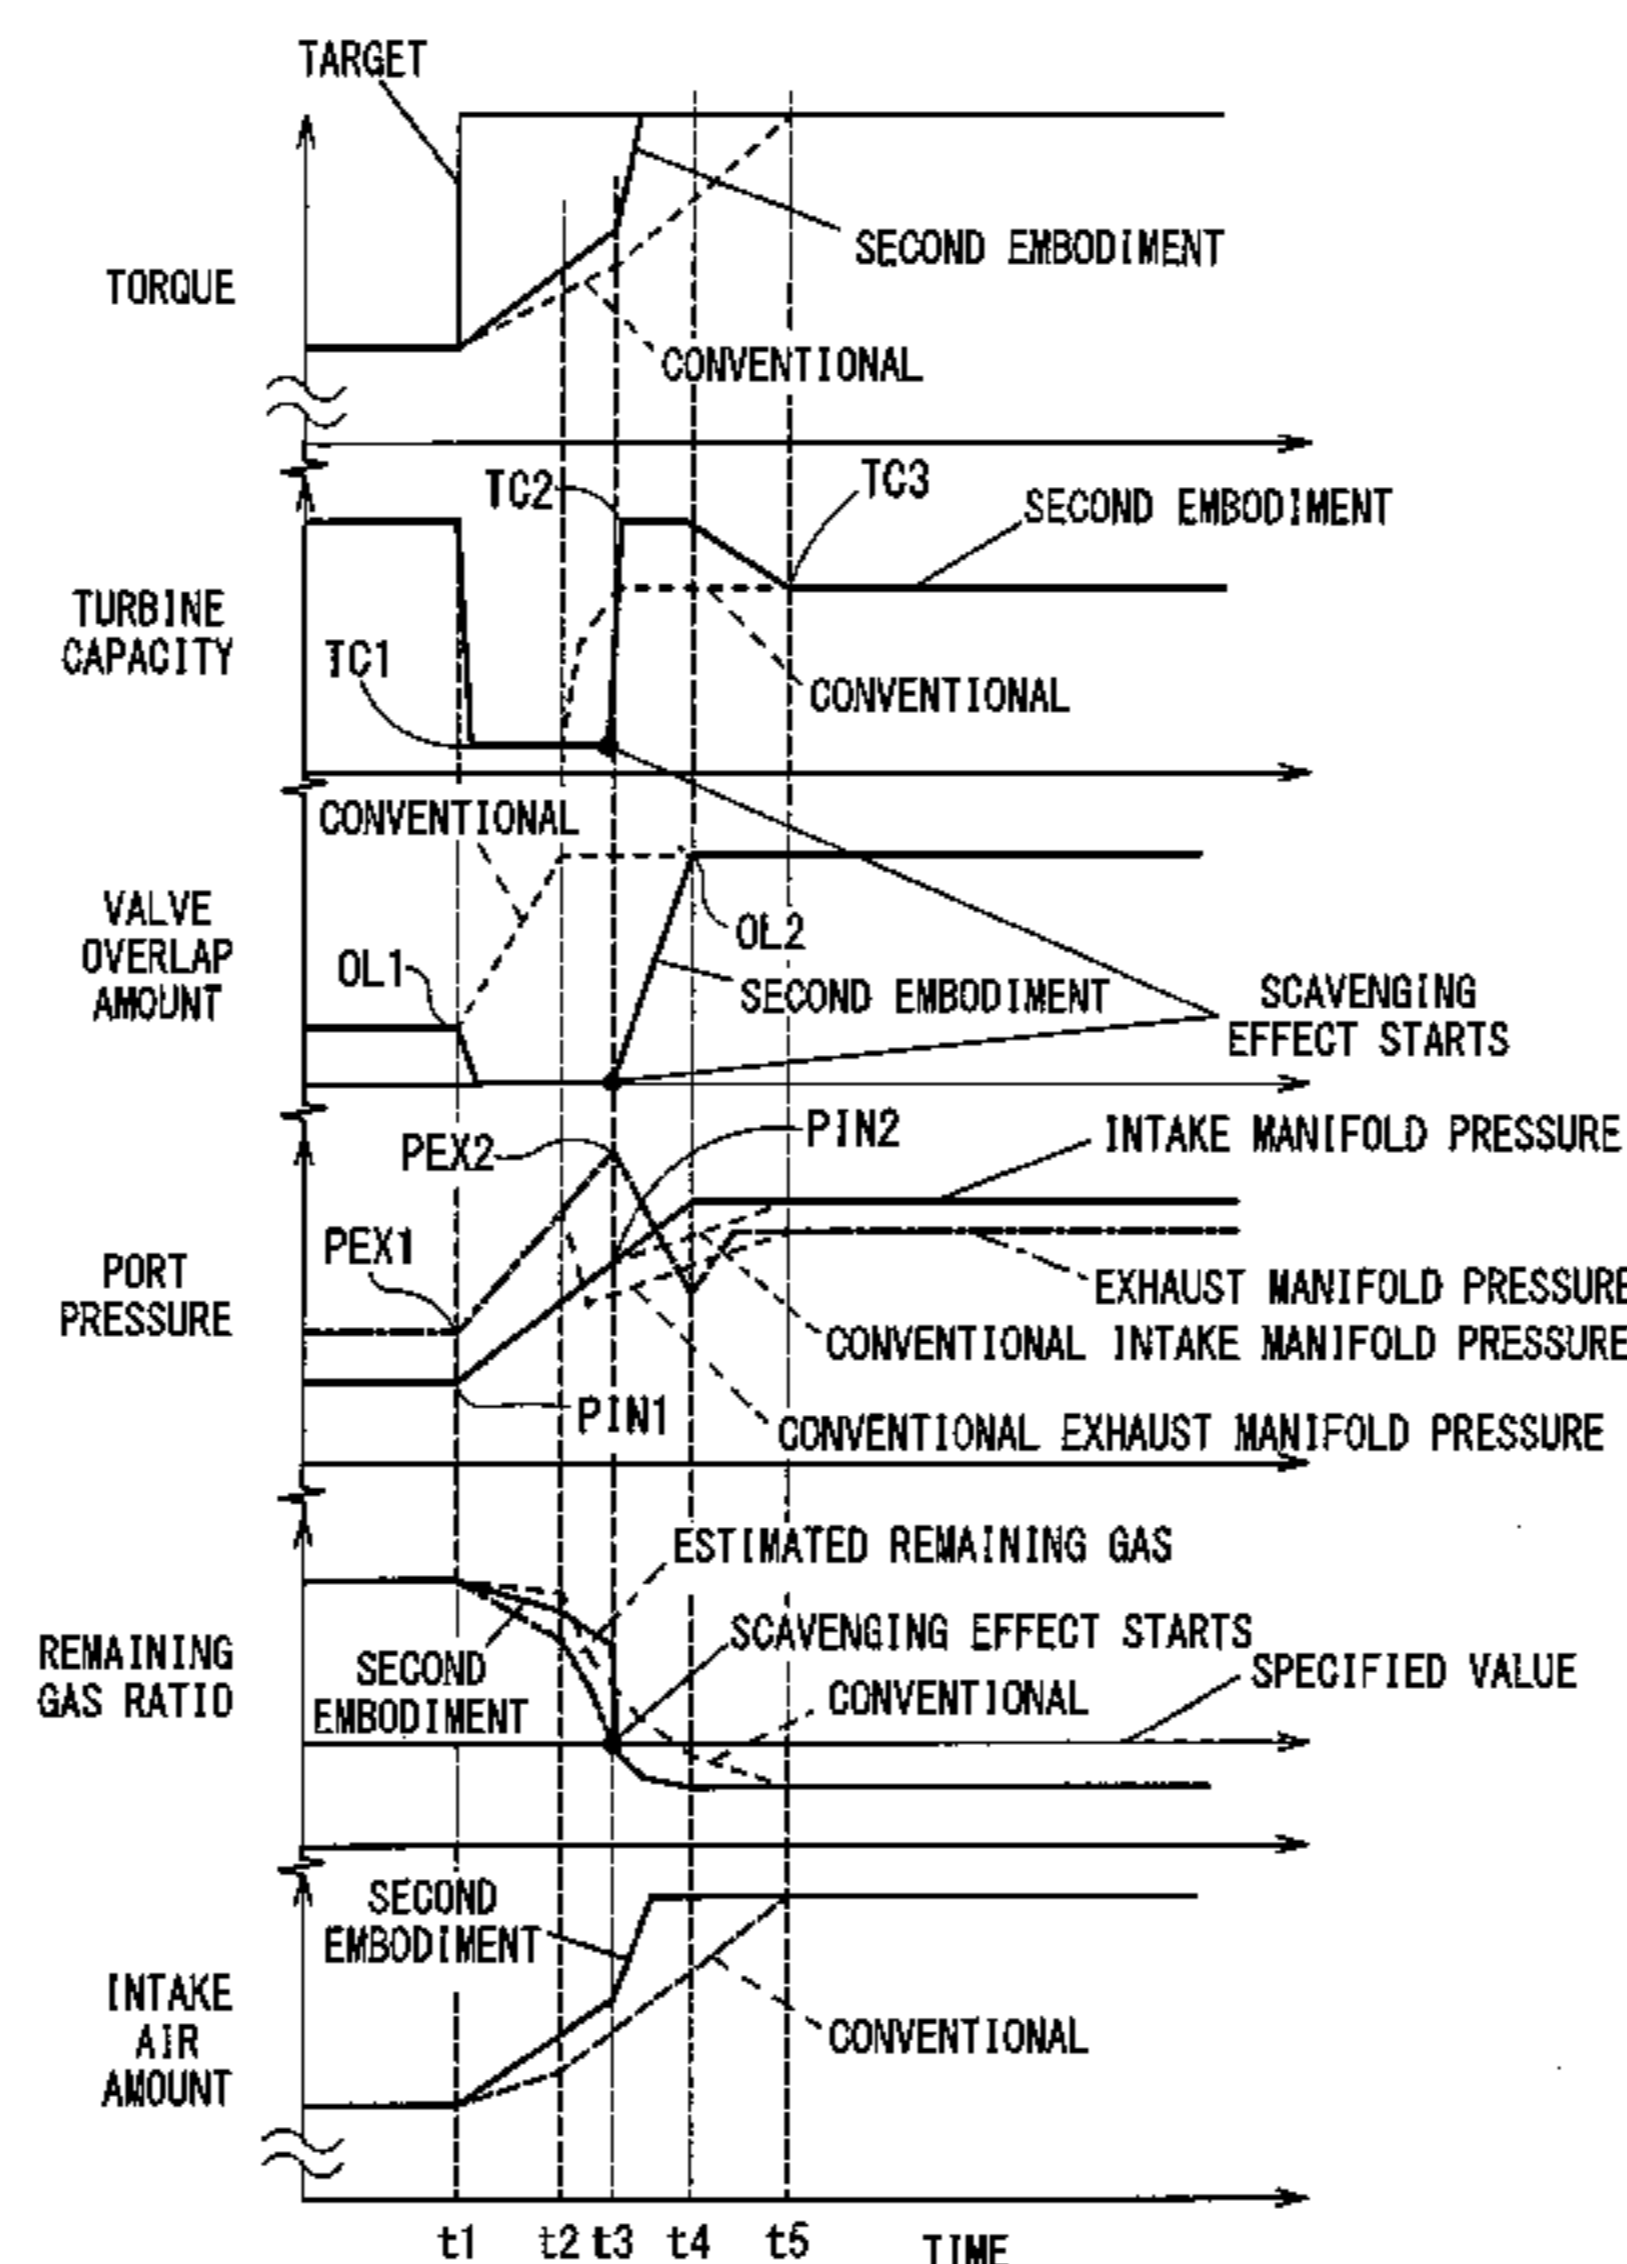 TARGET
SECOND EMBODIMENT
TORQUE
CONVENTIONAL
TC2
TC3
SECOND EMBODIMENT
TURBINE
CAPACITY
TC1
CONVENTIONAL
CONVENTIONAL
VALVE
OVERLAP
AMOUNT
OL1
OL2
SECOND EMBODIMENT
SCAVENGING
EFFECT STARTS
PEX2
PIN2
INTAKE MANIFOLD PRESSURE
PEX1
PORT
PRESSURE
EXHAUST MANIFOLD PRESSURE
CONVENTIONAL INTAKE MANIFOLD PRESSURE
PIN1
CONVENTIONAL EXHAUST MANIFOLD PRESSURE
ESTIMATED REMAINING GAS
SCAVENGING EFFECT STARTS
REMAINING
GAS RATIO
SECOND
EMBODIMENT
SPECIFIED VALUE
CONVENTIONAL
SECOND
EMBODIMENT
INTAKE
AIR
AMOUNT
CONVENTIONAL
t1 t2 t3 t4 t5 TIME